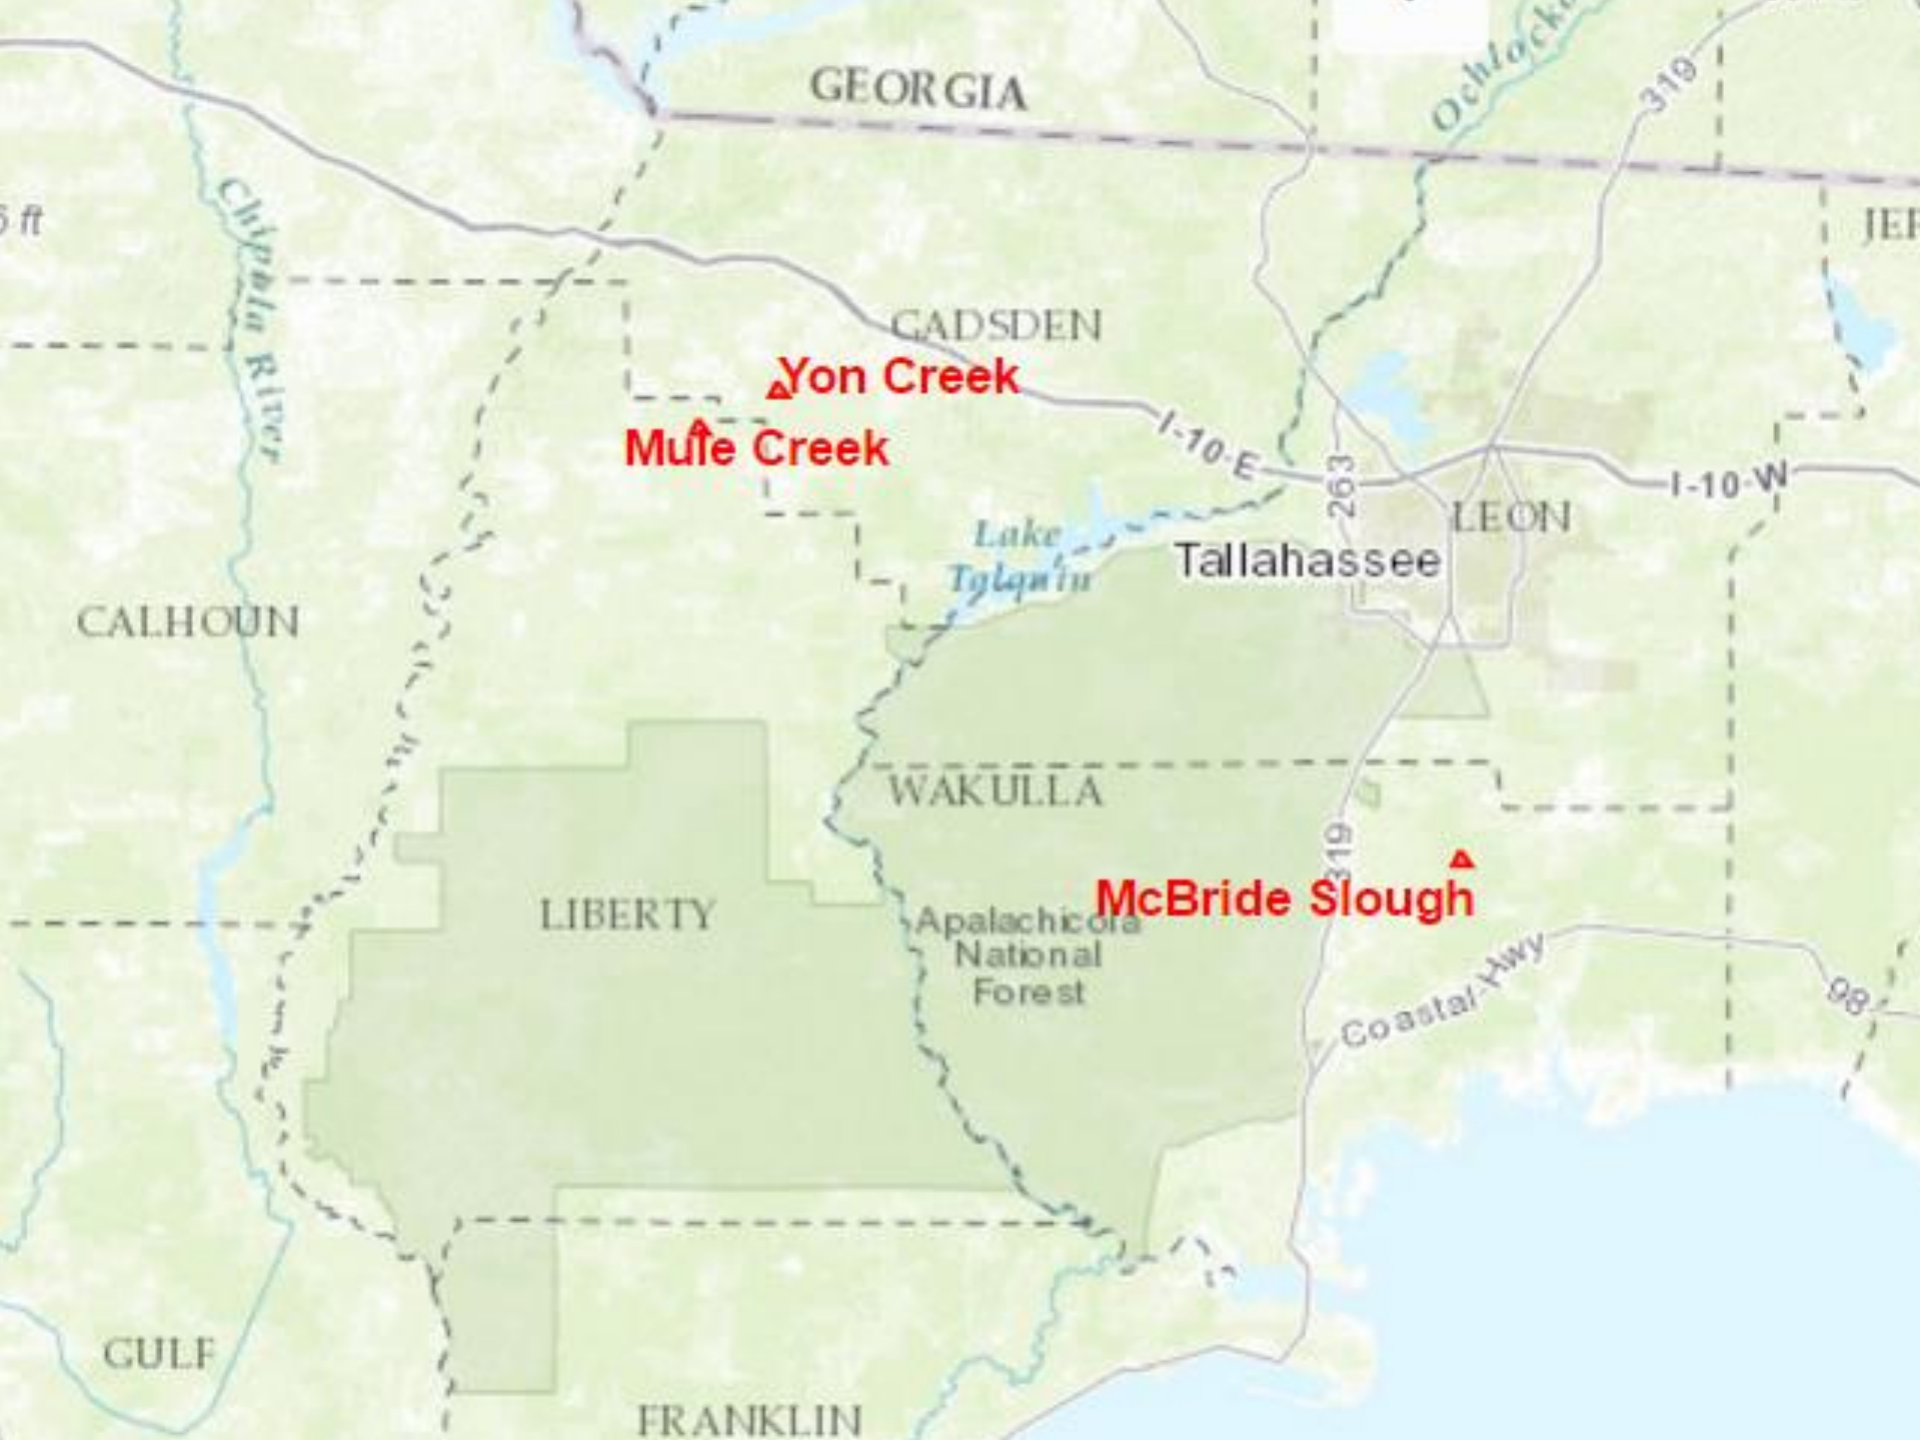 GEORGIA
319
6 ft
Chipola River
JEF
GADSDEN
Yon Creek
Mule Creek
I-10-E
263
I-10-W
LEON
Lake
Talquin
Tallahassee
CALHOUN
WAKULLA
319
McBride Slough
LIBERTY
Apalachicola
National
Forest
Coastal Hwy
98
GULF
FRANKLIN